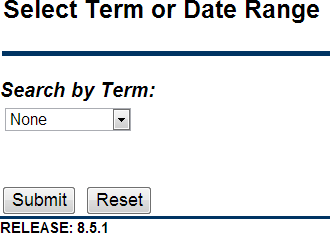 Select Term or Date Range
Search by Term:
None
Submit Reset
RELEASE: 8.5.1